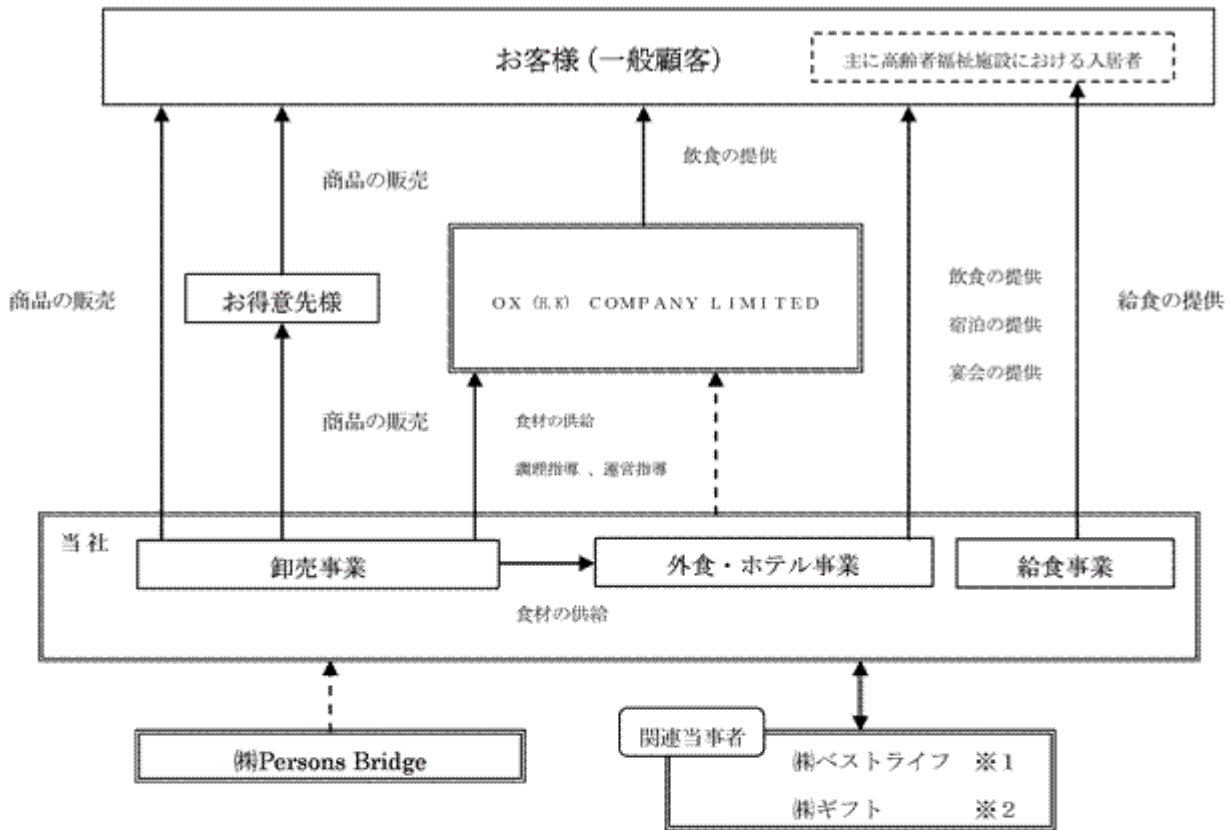 お客様(一般顧客)
主に高齢者福祉施設における入居者
飲食の提供
商品の販売
商品の販売
お得意先様
OX (H.K) COMPANY LIMITED
飲食の提供
宿泊の提供
宴会の提供
給食の提供
商品の販売
食材の供給
調理指導 、運営指導
当 社
卸売事業
外食・ホテル事業
給食事業
食材の供給
㈱Persons Bridge
関連当事者
㈱ベストライフ ※1
㈱ギフト ※2